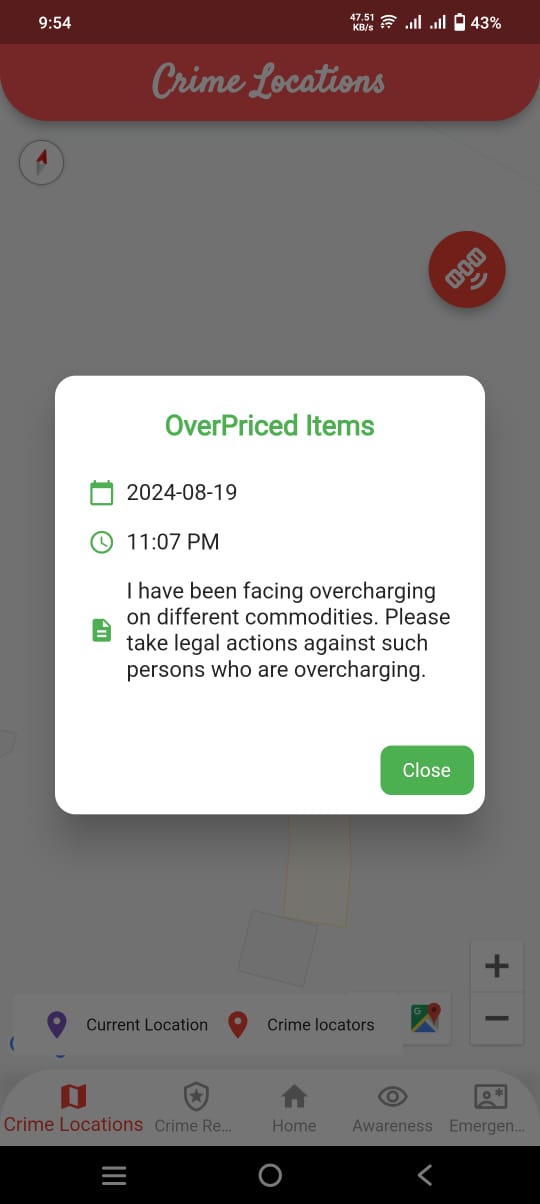 9:54
47.51
KB/s
43%
Crime Locations
OverPriced Items
2024-08-19
11:07 PM
I have been facing overcharging
on different commodities. Please
take legal actions against such
persons who are overcharging.
Close
+
−
Current Location
Crime locators
G
Crime Locations
Crime Re...
Home
Awareness
Emergen...